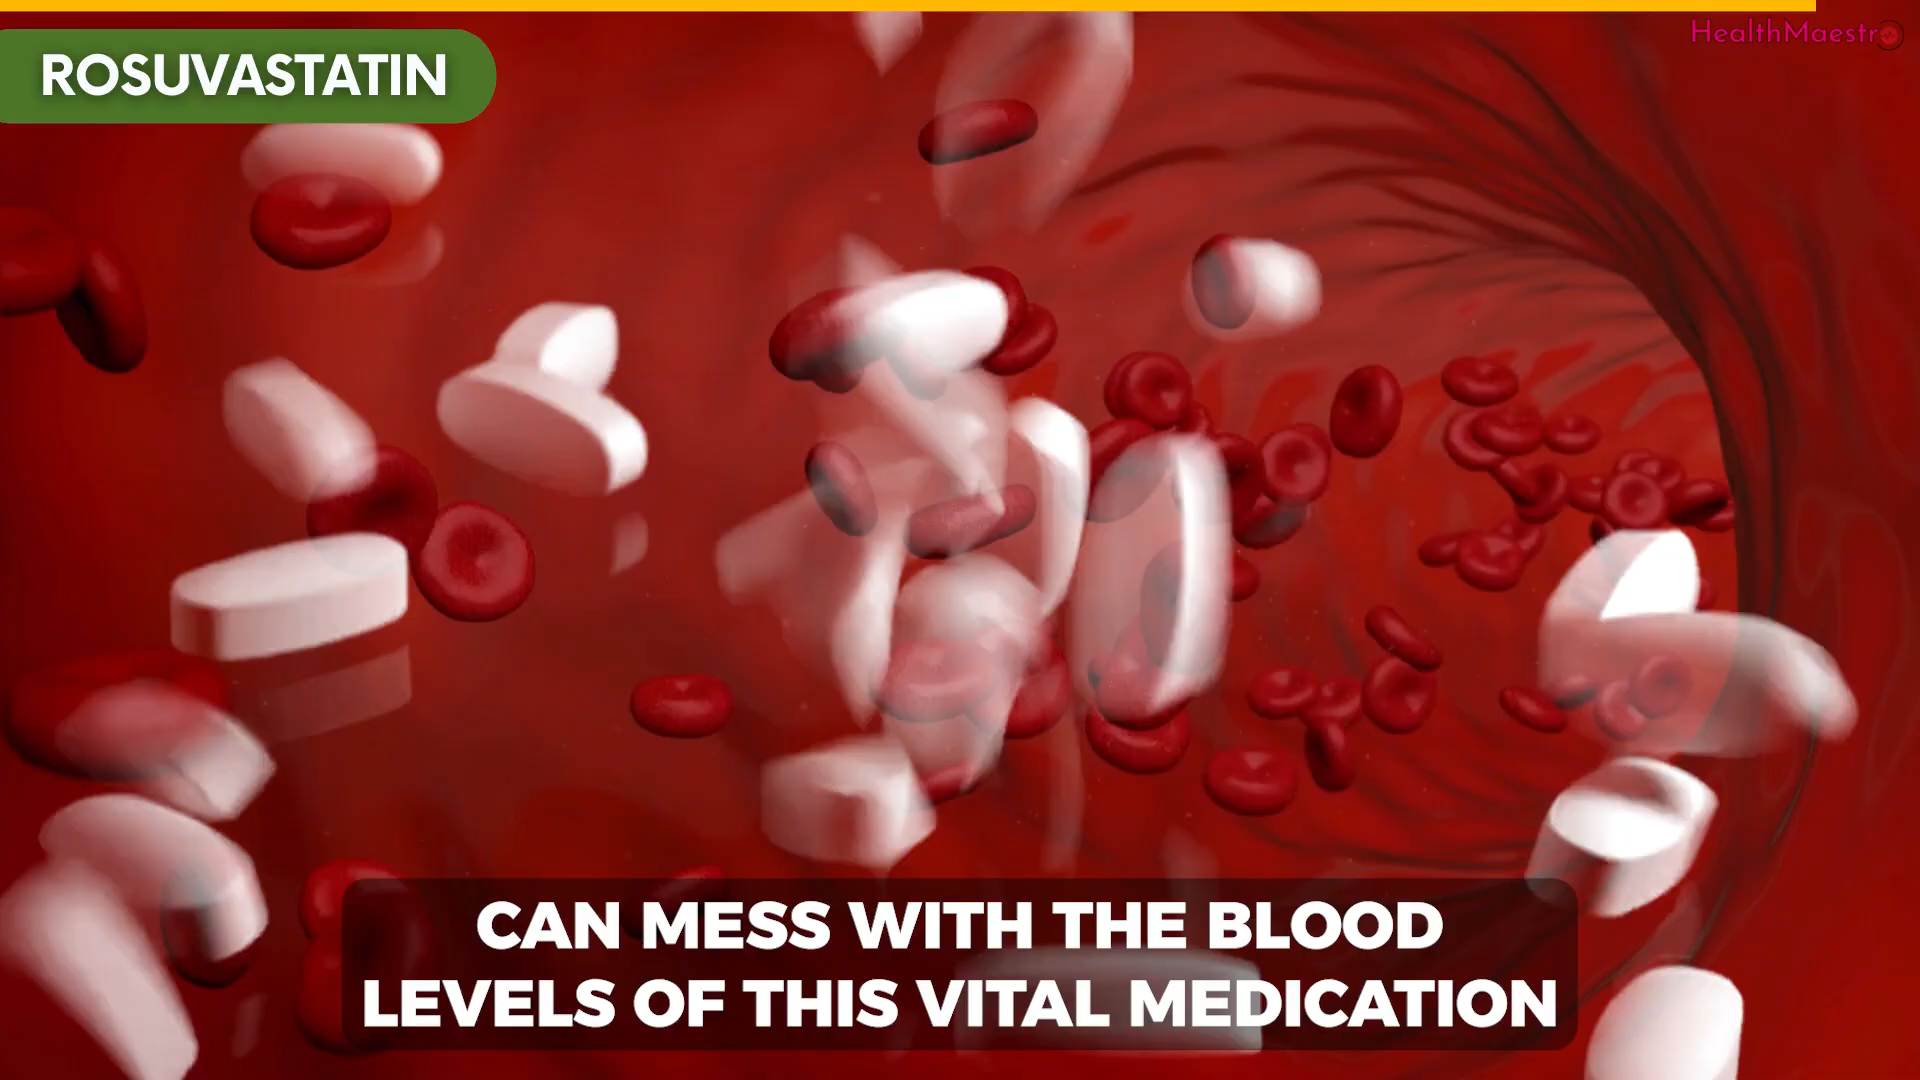 HealthMaestro
ROSUVASTATIN
CAN MESS WITH THE BLOOD
LEVELS OF THIS VITAL MEDICATION